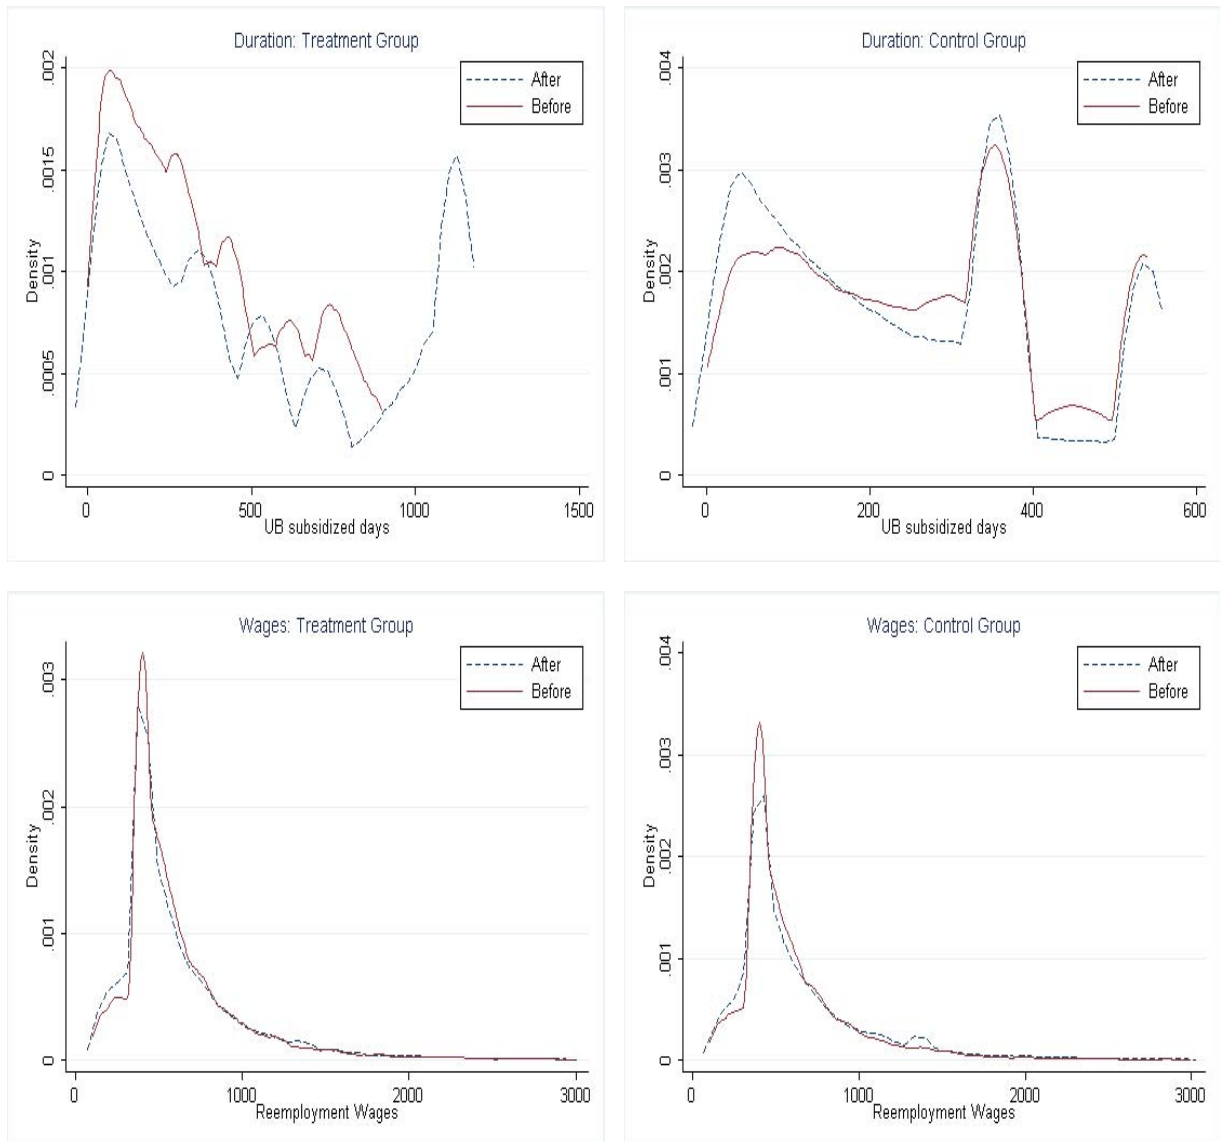 Duration: Treatment Group
After
Before
Density
0
.0005
.001
.0015
.002
0
500
1000
1500
UB subsidized days
Duration: Control Group
After
Before
Density
0
.001
.002
.003
.004
0
200
400
600
UB subsidized days
Wages: Treatment Group
After
Before
Density
0
.001
.002
.003
0
1000
2000
3000
Reemployment Wages
Wages: Control Group
After
Before
Density
0
.001
.002
.003
.004
0
1000
2000
3000
Reemployment Wages